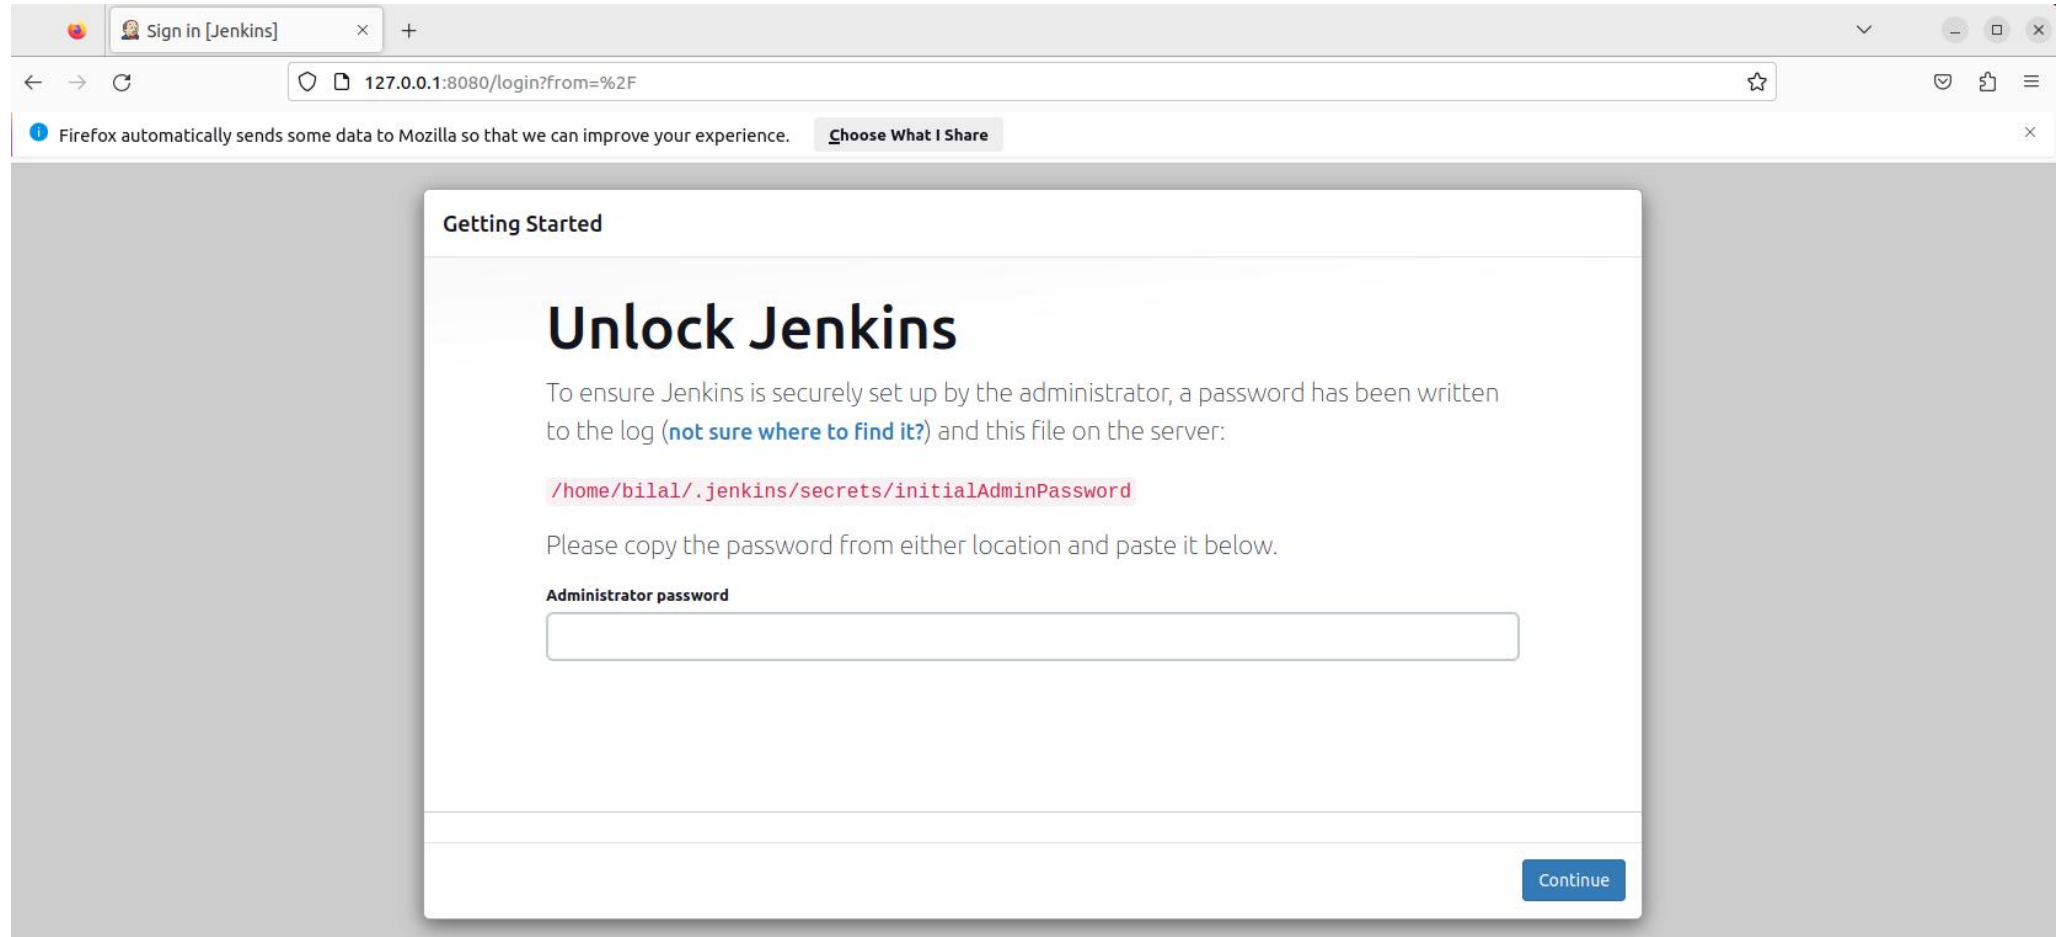 Sign in [Jenkins]
127.0.0.1:8080/login?from=%2F
Firefox automatically sends some data to Mozilla so that we can improve your experience. Choose What I Share
Getting Started
Unlock Jenkins
To ensure Jenkins is securely set up by the administrator, a password has been written
to the log (not sure where to find it?) and this file on the server:
/home/bilal/.jenkins/secrets/initialAdminPassword
Please copy the password from either location and paste it below.
Administrator password
Continue